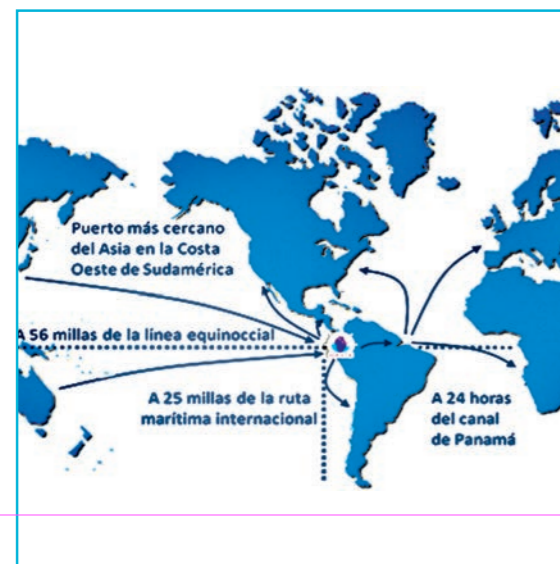 Puerto más cercano
del Asia en la Costa
Oeste de Sudamérica
A 56 millas de la línea equinoccial
A 25 millas de la ruta
marítima internacional
A 24 horas
del canal
de Panamá